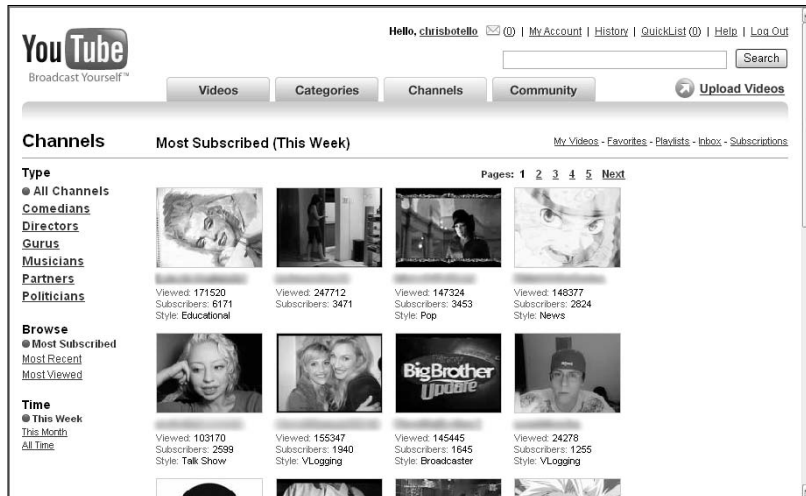 Hello, chrisbotello (0) | My Account | History | QuickList (0) | Help | Log Out
YouTube
Broadcast Yourself™
Search
Videos
Categories
Channels
Community
Upload Videos
Channels
Most Subscribed (This Week)
My Videos - Favorites - Playlists - Inbox - Subscriptions
Pages: 1 2 3 4 5 Next
Type
All Channels
Comedians
Directors
Gurus
Musicians
Partners
Politicians
Browse
Most Subscribed
Most Recent
Most Viewed
Time
This Week
This Month
All Time
Viewed: 171520
Subscribers: 6171
Style: Educational
Viewed: 247712
Subscribers: 3471
Viewed: 147324
Subscribers: 3453
Style: Pop
Viewed: 148377
Subscribers: 2824
Style: News
BigBrother
Update
Viewed: 103170
Subscribers: 2599
Style: Talk Show
Viewed: 155347
Subscribers: 1940
Style: VLogging
Viewed: 145445
Subscribers: 1645
Style: Broadcaster
Viewed: 24278
Subscribers: 1255
Style: VLogging